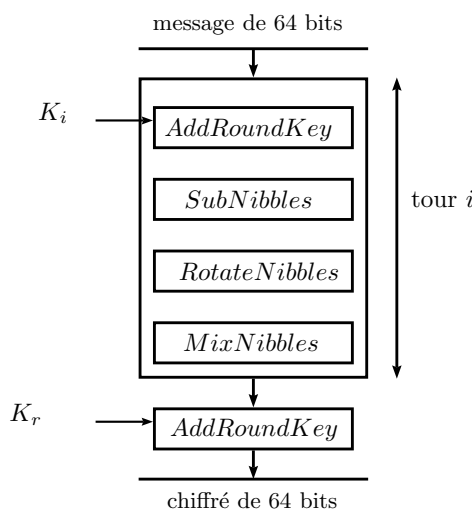 message de 64 bits
K_i
AddRoundKey
SubNibbles
tour i
RotateNibbles
MixNibbles
K_r
AddRoundKey
chiffré de 64 bits